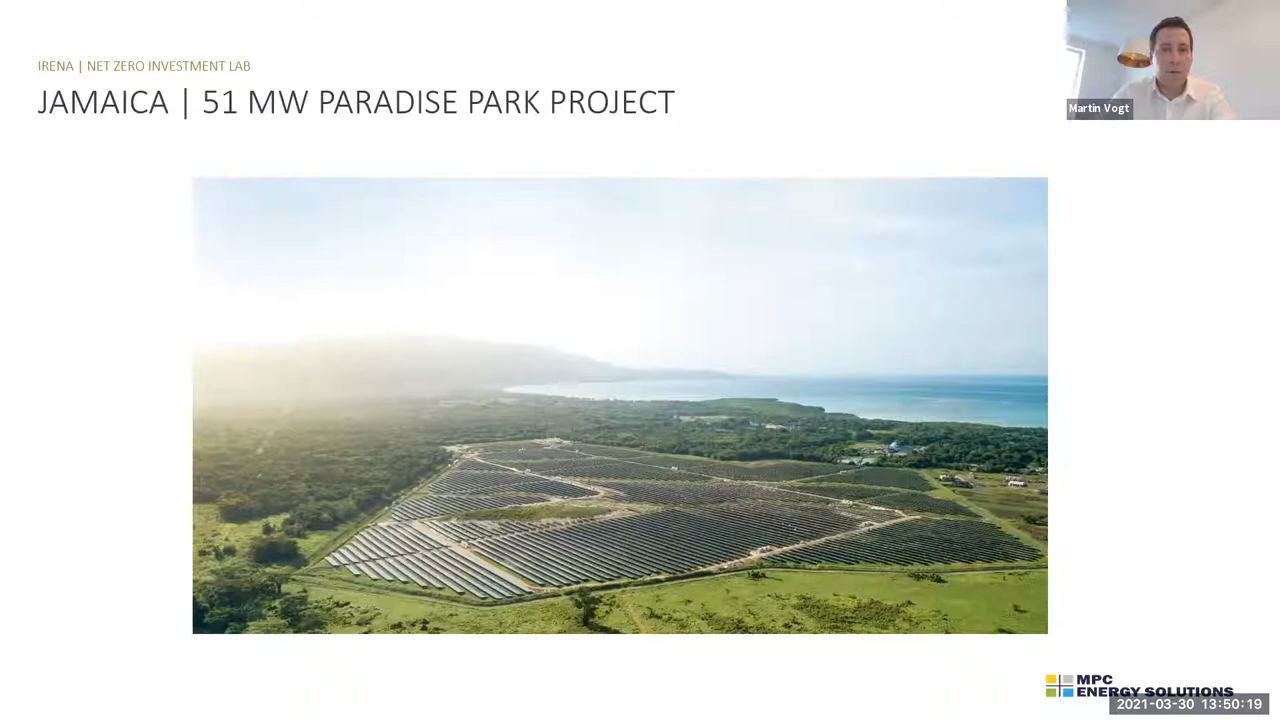 IRENA | NET ZERO INVESTMENT LAB
JAMAICA | 51 MW PARADISE PARK PROJECT
Martin Vogt
MPC
ENERGY SOLUTIONS
2021-03-30 13:50:19